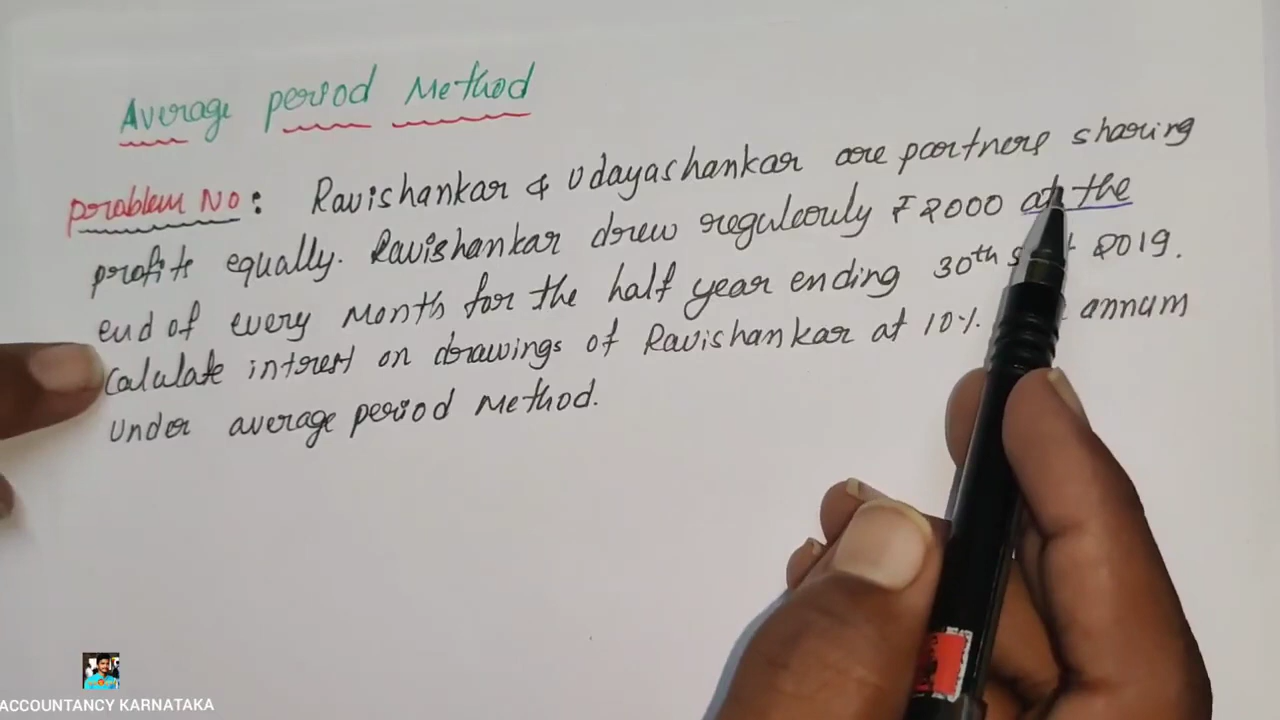 Average period Method
problem No: Ravishankar & Udayashankar are partners sharing
profits equally. Ravishankar drew regularly ₹2000 at the
end of every Month for the half year ending 30th 2019.
Calulate intrest on drawings of Ravishankar at 10%. annum
Under average period Method.
ACCOUNTANCY KARNATAKA